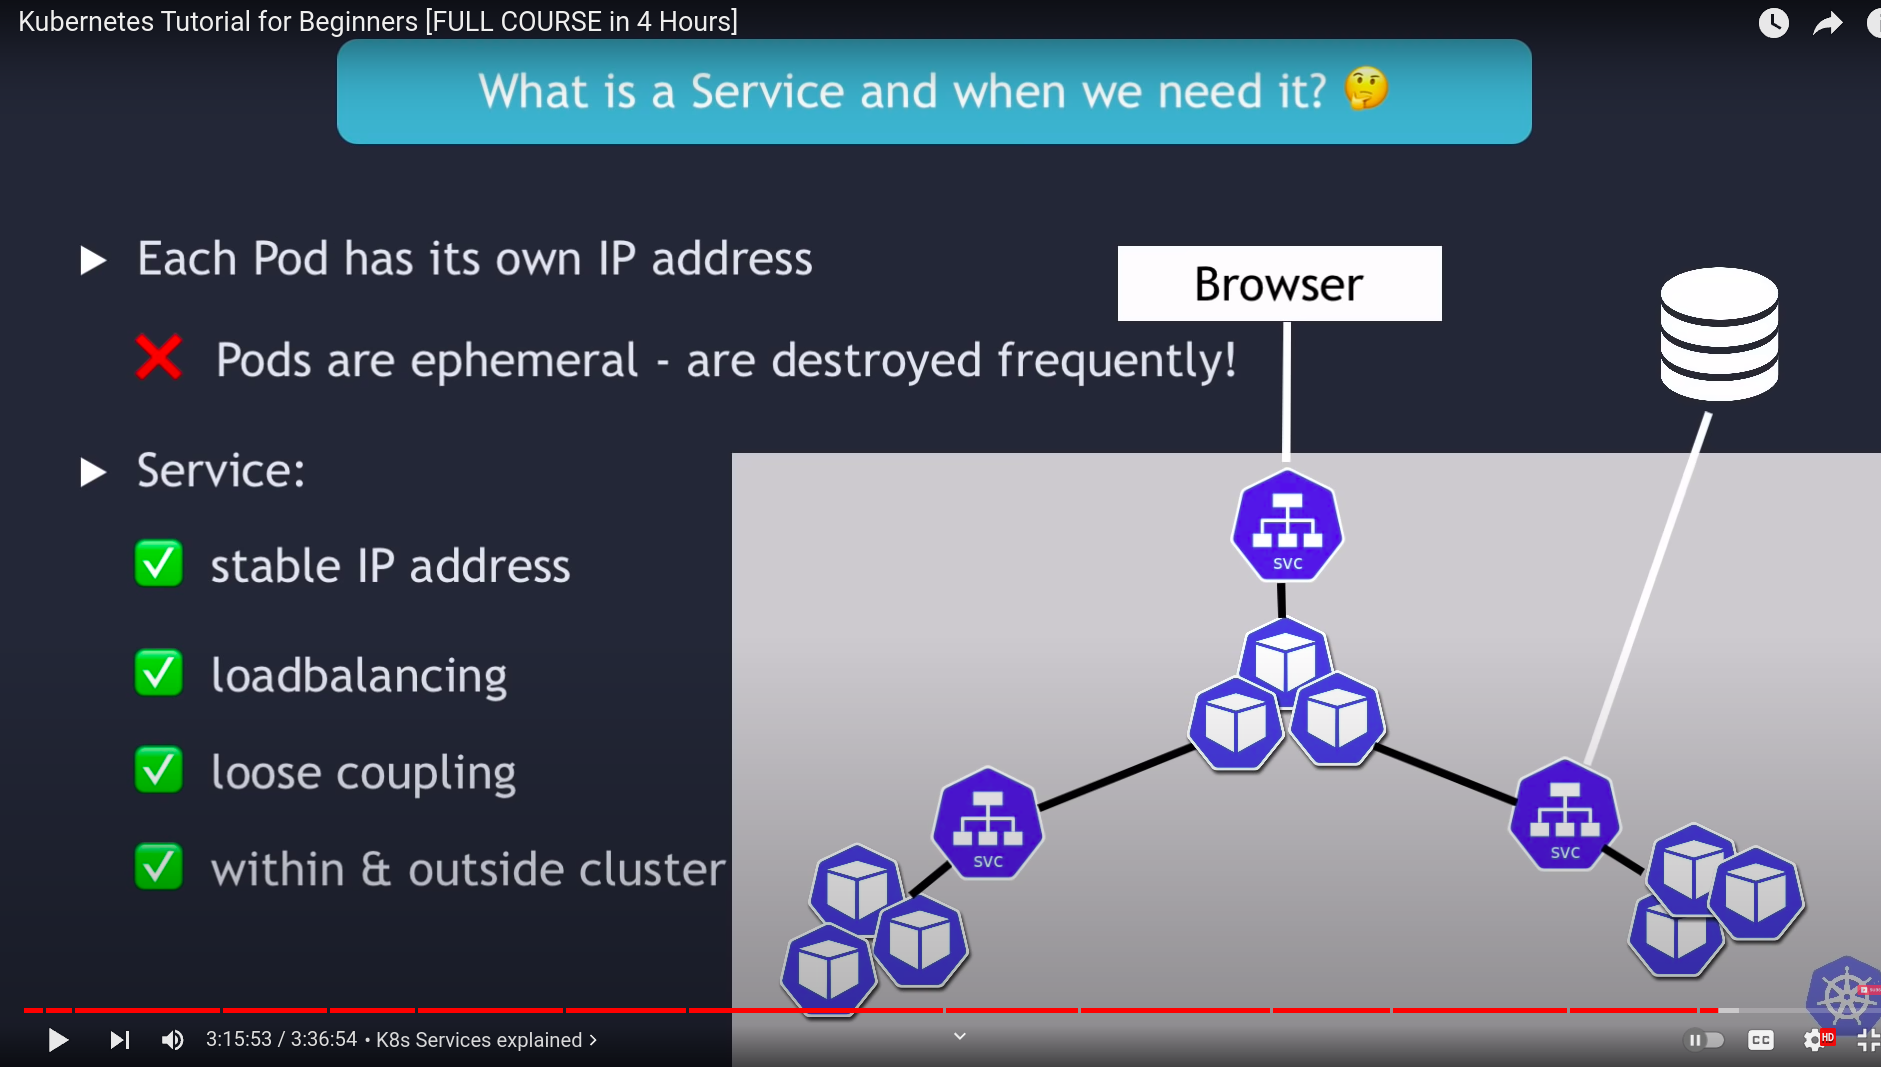 Kubernetes Tutorial for Beginners [FULL COURSE in 4 Hours]
What is a Service and when we need it? 🤔
Each Pod has its own IP address
Browser
❌ Pods are ephemeral - are destroyed frequently!
Service:
✅ stable IP address
✅ loadbalancing
✅ loose coupling
✅ within & outside cluster
svc
svc
svc
3:15:53 / 3:36:54 • K8s Services explained
CC
HD